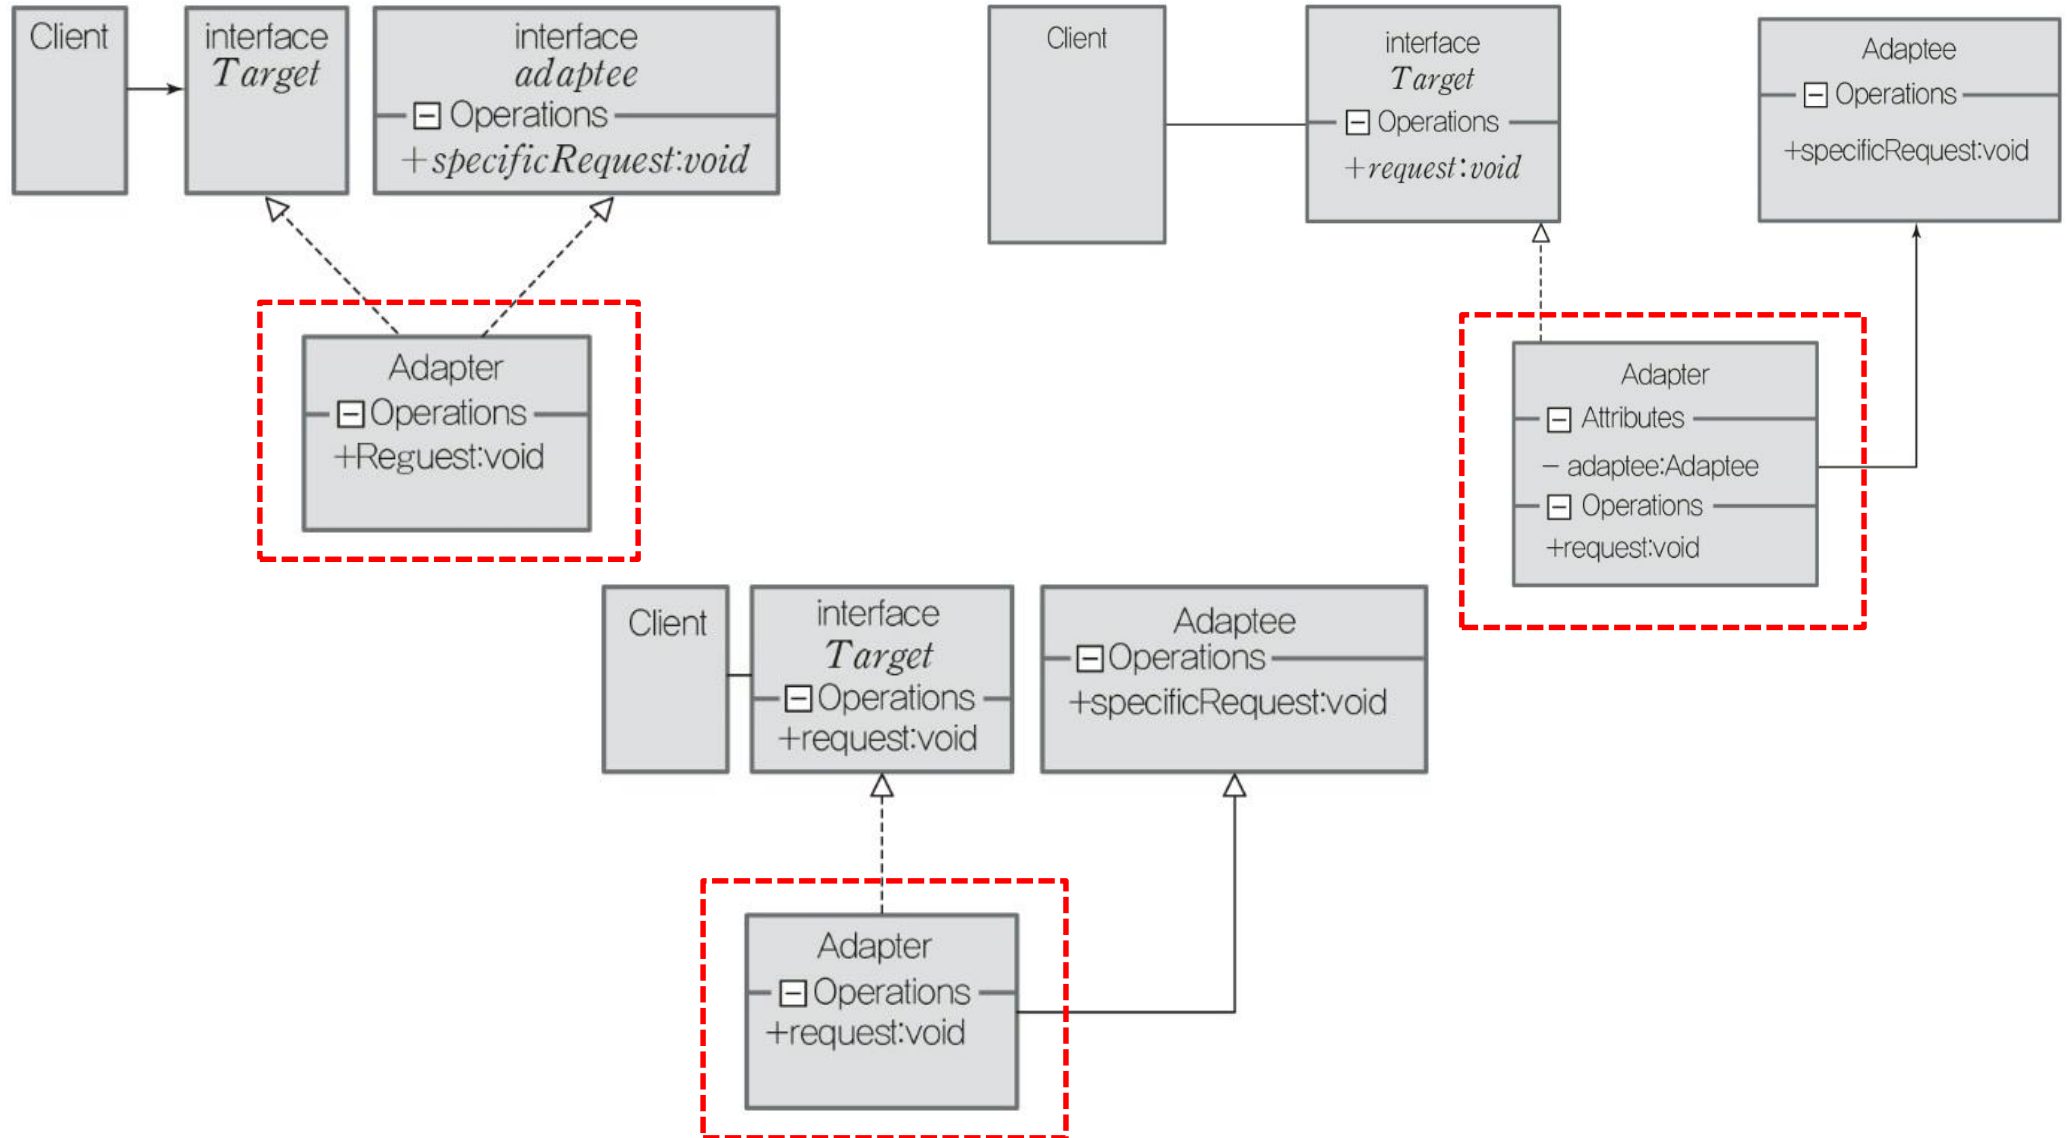 Client
interface
Target
interface
adaptee
Operations
+specificRequest:void
Adapter
Operations
+Reguest:void
Client
interface
Target
Operations
+request:void
Adaptee
Operations
+specificRequest:void
Adapter
Attributes
- adaptee:Adaptee
Operations
+request:void
Client
interface
Target
Operations
+request:void
Adaptee
Operations
+specificRequest:void
Adapter
Operations
+request:void